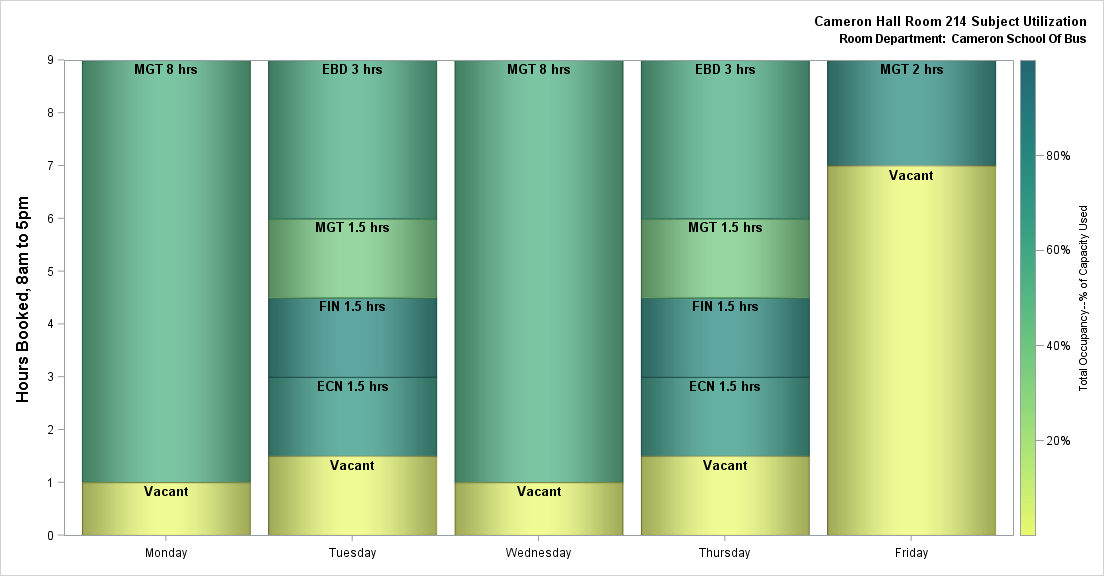 Cameron Hall Room 214 Subject Utilization
Room Department: Cameron School Of Bus
Hours Booked, 8am to 5pm
9
8
7
6
5
4
3
2
1
0
MGT 8 hrs
Vacant
EBD 3 hrs
MGT 1.5 hrs
FIN 1.5 hrs
ECN 1.5 hrs
Vacant
MGT 8 hrs
Vacant
EBD 3 hrs
MGT 1.5 hrs
FIN 1.5 hrs
ECN 1.5 hrs
Vacant
MGT 2 hrs
Vacant
Monday
Tuesday
Wednesday
Thursday
Friday
80%
60%
40%
20%
Total Occupancy--% of Capacity Used